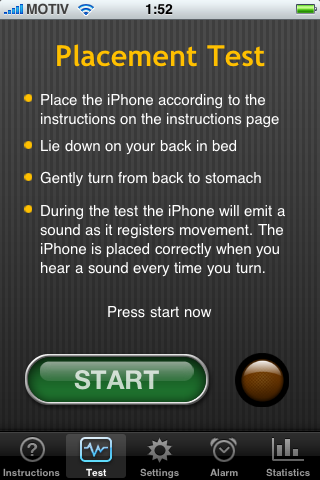 MOTIV 1:52
Placement Test
Place the iPhone according to the
instructions on the instructions page
Lie down on your back in bed
Gently turn from back to stomach
During the test the iPhone will emit a
sound as it registers movement. The
iPhone is placed correctly when you
hear a sound every time you turn.
Press start now
START
Instructions Test Settings Alarm Statistics